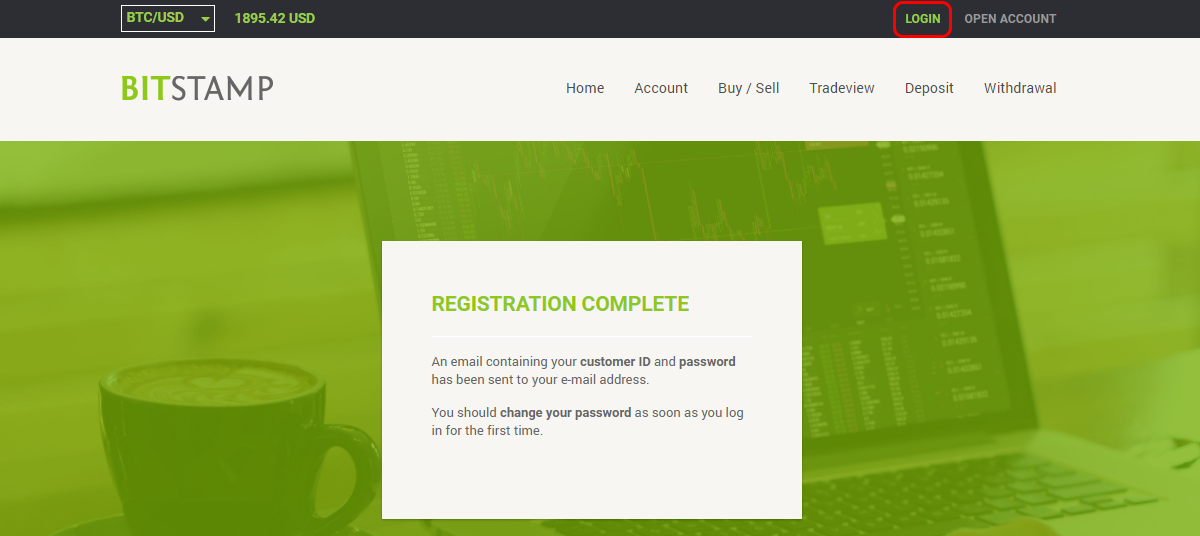 BTC/USD 1895.42 USD LOGIN OPEN ACCOUNT
BITSTAMP Home Account Buy / Sell Tradeview Deposit Withdrawal
REGISTRATION COMPLETE
An email containing your customer ID and password
has been sent to your e-mail address.
You should change your password as soon as you log
in for the first time.